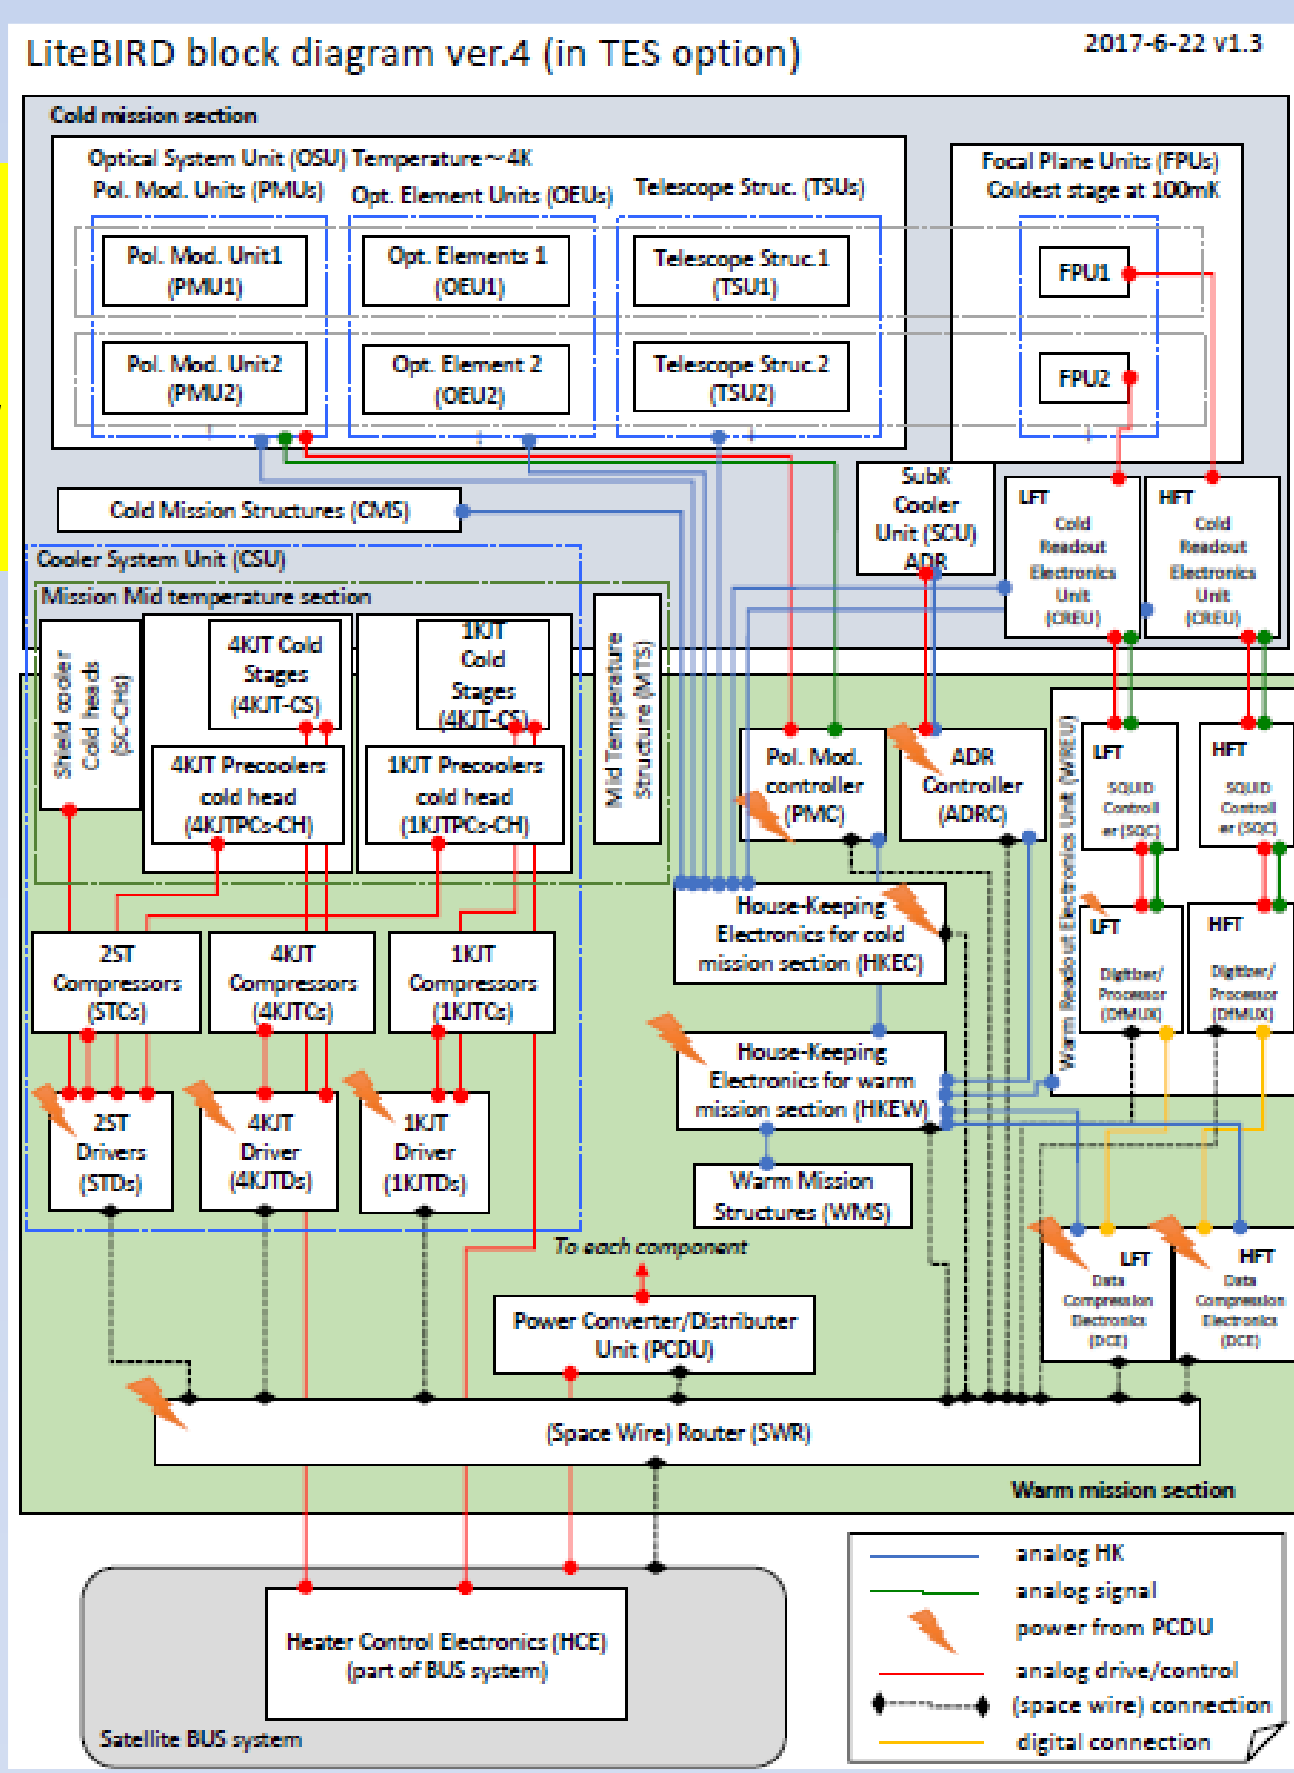 LiteBIRD block diagram ver.4 (in TES option)
2017-6-22 v1.3
Cold mission section
Optical System Unit (OSU) Temperature～4K
Pol. Mod. Units (PMUs)
Opt. Element Units (OEUs)
Telescope Struc. (TSUs)
Focal Plane Units (FPUs)
Coldest stage at 100mK
Pol. Mod. Unit1
(PMU1)
Opt. Elements 1
(OEU1)
Telescope Struc.1
(TSU1)
FPU1
Pol. Mod. Unit2
(PMU2)
Opt. Element 2
(OEU2)
Telescope Struc.2
(TSU2)
FPU2
Cold Mission Structures (CMS)
SubK
Cooler
Unit (SCU)
ADR
LFT
Cold
Readout
Electronics
Unit
(CREU)
HFT
Cold
Readout
Electronics
Unit
(CREU)
Cooler System Unit (CSU)
Mission Mid temperature section
Shield cooler
Cold heads
(SC-CHs)
4KJT Cold
Stages
(4KJT-CS)
1KJT
Cold
Stages
(4KJT-CS)
4KJT Precoolers
cold head
(4KJTPCs-CH)
1KJT Precoolers
cold head
(1KJTPCs-CH)
Mid Temperature
Structure (MTS)
Pol. Mod.
controller
(PMC)
ADR
Controller
(ADRC)
Warm Readout Electronics Unit (WREU)
LFT
SQUID
Controll
er (SQC)
HFT
SQUID
Controll
er (SQC)
House-Keeping
Electronics for cold
mission section (HKEC)
LFT
Digitizer/
Processor
(DfMUX)
HFT
Digitizer/
Processor
(DfMUX)
2ST
Compressors
(STCs)
4KJT
Compressors
(4KJTCs)
1KJT
Compressors
(1KJTCs)
House-Keeping
Electronics for warm
mission section (HKEW)
2ST
Drivers
(STDs)
4KJT
Driver
(4KJTDs)
1KJT
Driver
(1KJTDs)
Warm Mission
Structures (WMS)
To each component
LFT
Data
Compression
Electronics
(DCE)
HFT
Data
Compression
Electronics
(DCE)
Power Converter/Distributer
Unit (PCDU)
(Space Wire) Router (SWR)
Warm mission section
Heater Control Electronics (HCE)
(part of BUS system)
Satellite BUS system
analog HK
analog signal
power from PCDU
analog drive/control
(space wire) connection
digital connection